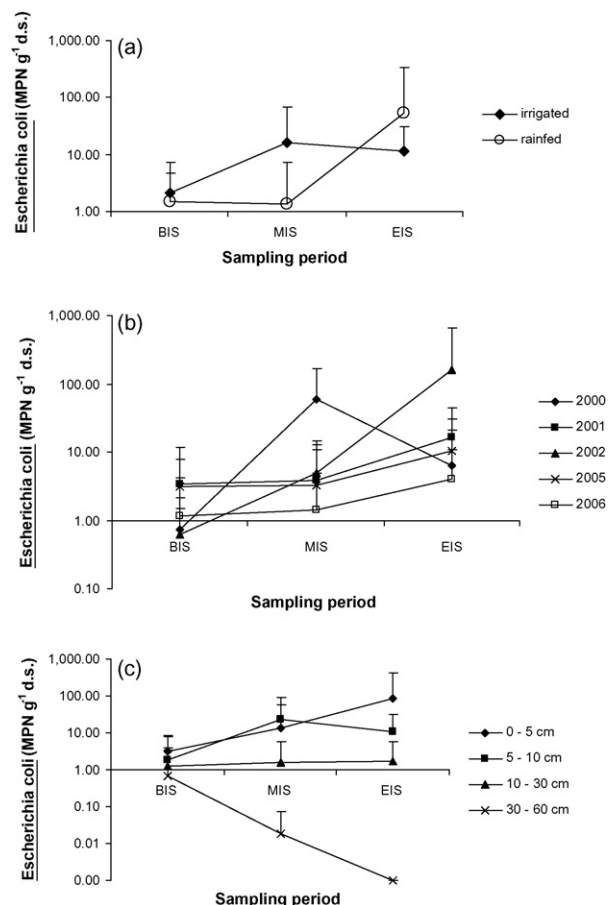 (a)
Escherichia coli (MPN g⁻¹ d.s.)
1,000.00
100.00
10.00
1.00
BIS MIS EIS
Sampling period
irrigated
rainfed
(b)
Escherichia coli (MPN g⁻¹ d.s.)
1,000.00
100.00
10.00
1.00
0.10
BIS MIS EIS
Sampling period
2000
2001
2002
2005
2006
(c)
Escherichia coli (MPN g⁻¹ d.s.)
1,000.00
100.00
10.00
1.00
0.10
0.01
0.00
BIS MIS EIS
Sampling period
0 - 5 cm
5 - 10 cm
10 - 30 cm
30 - 60 cm